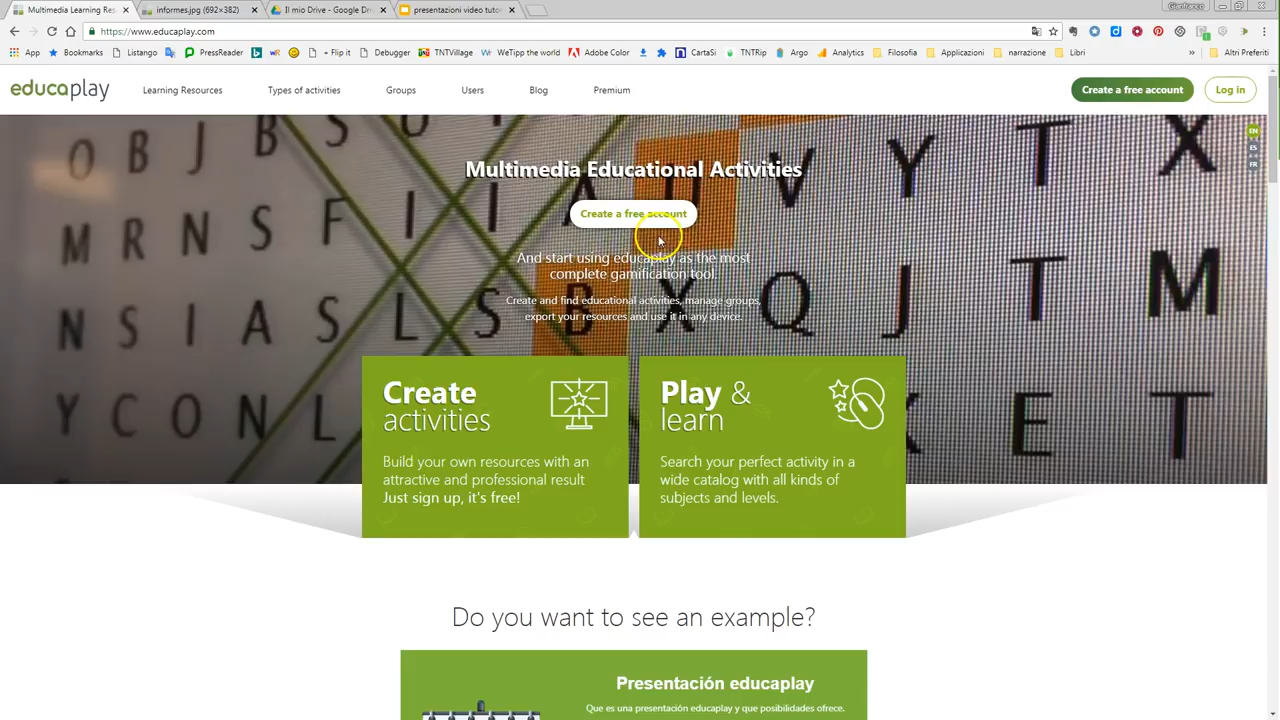 Multimedia Learning Res
informes.jpg (692×382)
Il mio Drive - Google Dr
presentazioni video tuto
Gianfranco
https://www.educaplay.com
App
Bookmarks
Listango
PressReader
+ Flip it
Debugger
TNTVillage
WeTipp the world
Adobe Color
CartaSi
TNTRip
Argo
Analytics
Filosofia
Applicazioni
narrazione
Libri
»
Altri Preferiti
educaplay
Learning Resources
Types of activities
Groups
Users
Blog
Premium
Create a free account
Log in
EN
ES
FR
Multimedia Educational Activities
Create a free account
And start using educaplay as the most
complete gamification tool
Create and find educational activities, manage groups,
export your resources and use it in any device.
Create
activities
Build your own resources with an
attractive and professional result
Just sign up, it's free!
Play &
learn
Search your perfect activity in a
wide catalog with all kinds of
subjects and levels.
Do you want to see an example?
Presentación educaplay
Que es una presentación educaplay y que posibilidades ofrece.